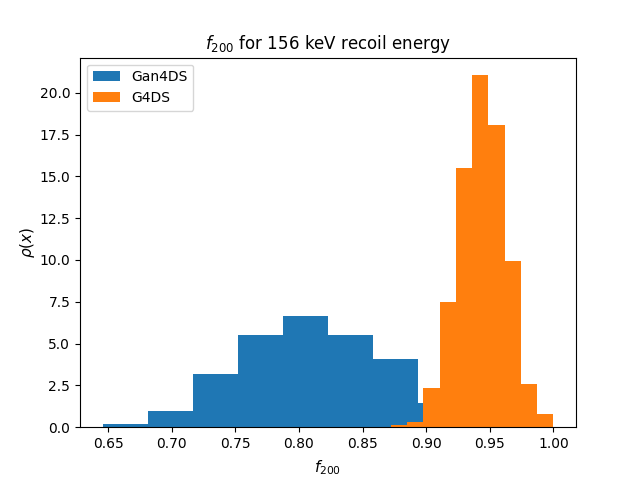 f₂₀₀ for 156 keV recoil energy
Gan4DS
G4DS
20.0
17.5
15.0
12.5
10.0
7.5
5.0
2.5
0.0
ρ(x)
0.65 0.70 0.75 0.80 0.85 0.90 0.95 1.00
f₂₀₀